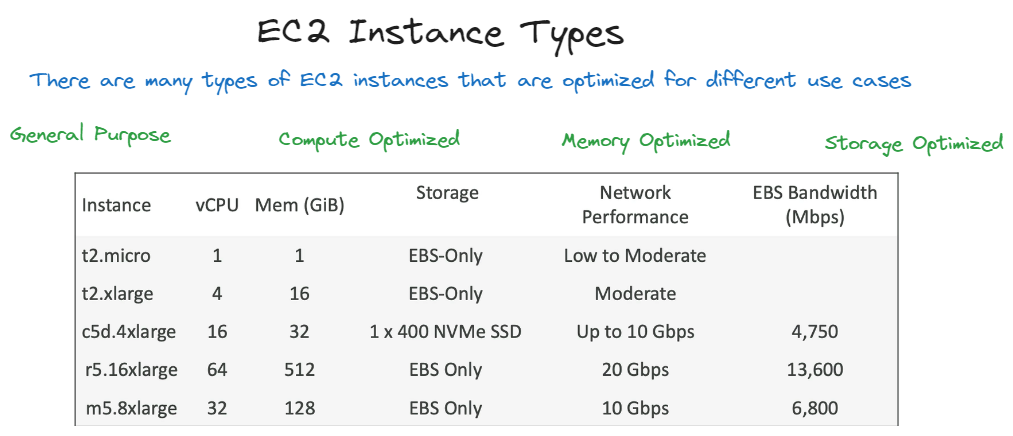 EC2 Instance Types
There are many types of EC2 instances that are optimized for different use cases
General Purpose Compute Optimized Memory Optimized Storage Optimized
Instance vCPU Mem (GiB) Storage Network Performance EBS Bandwidth (Mbps)
t2.micro 1 1 EBS-Only Low to Moderate
t2.xlarge 4 16 EBS-Only Moderate
c5d.4xlarge 16 32 1 x 400 NVMe SSD Up to 10 Gbps 4,750
r5.16xlarge 64 512 EBS Only 20 Gbps 13,600
m5.8xlarge 32 128 EBS Only 10 Gbps 6,800